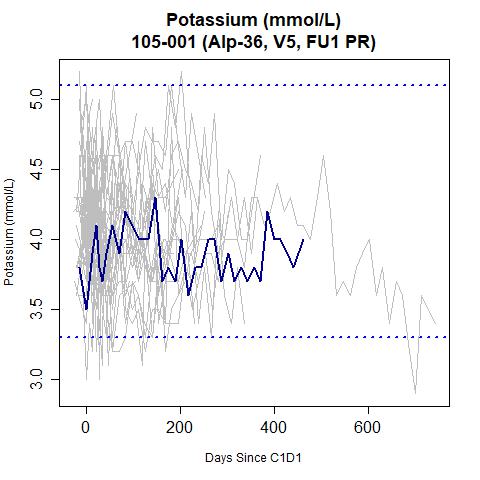 Potassium (mmol/L)
105-001 (Alp-36, V5, FU1 PR)
Potassium (mmol/L)
5.0
4.5
4.0
3.5
3.0
0 200 400 600
Days Since C1D1